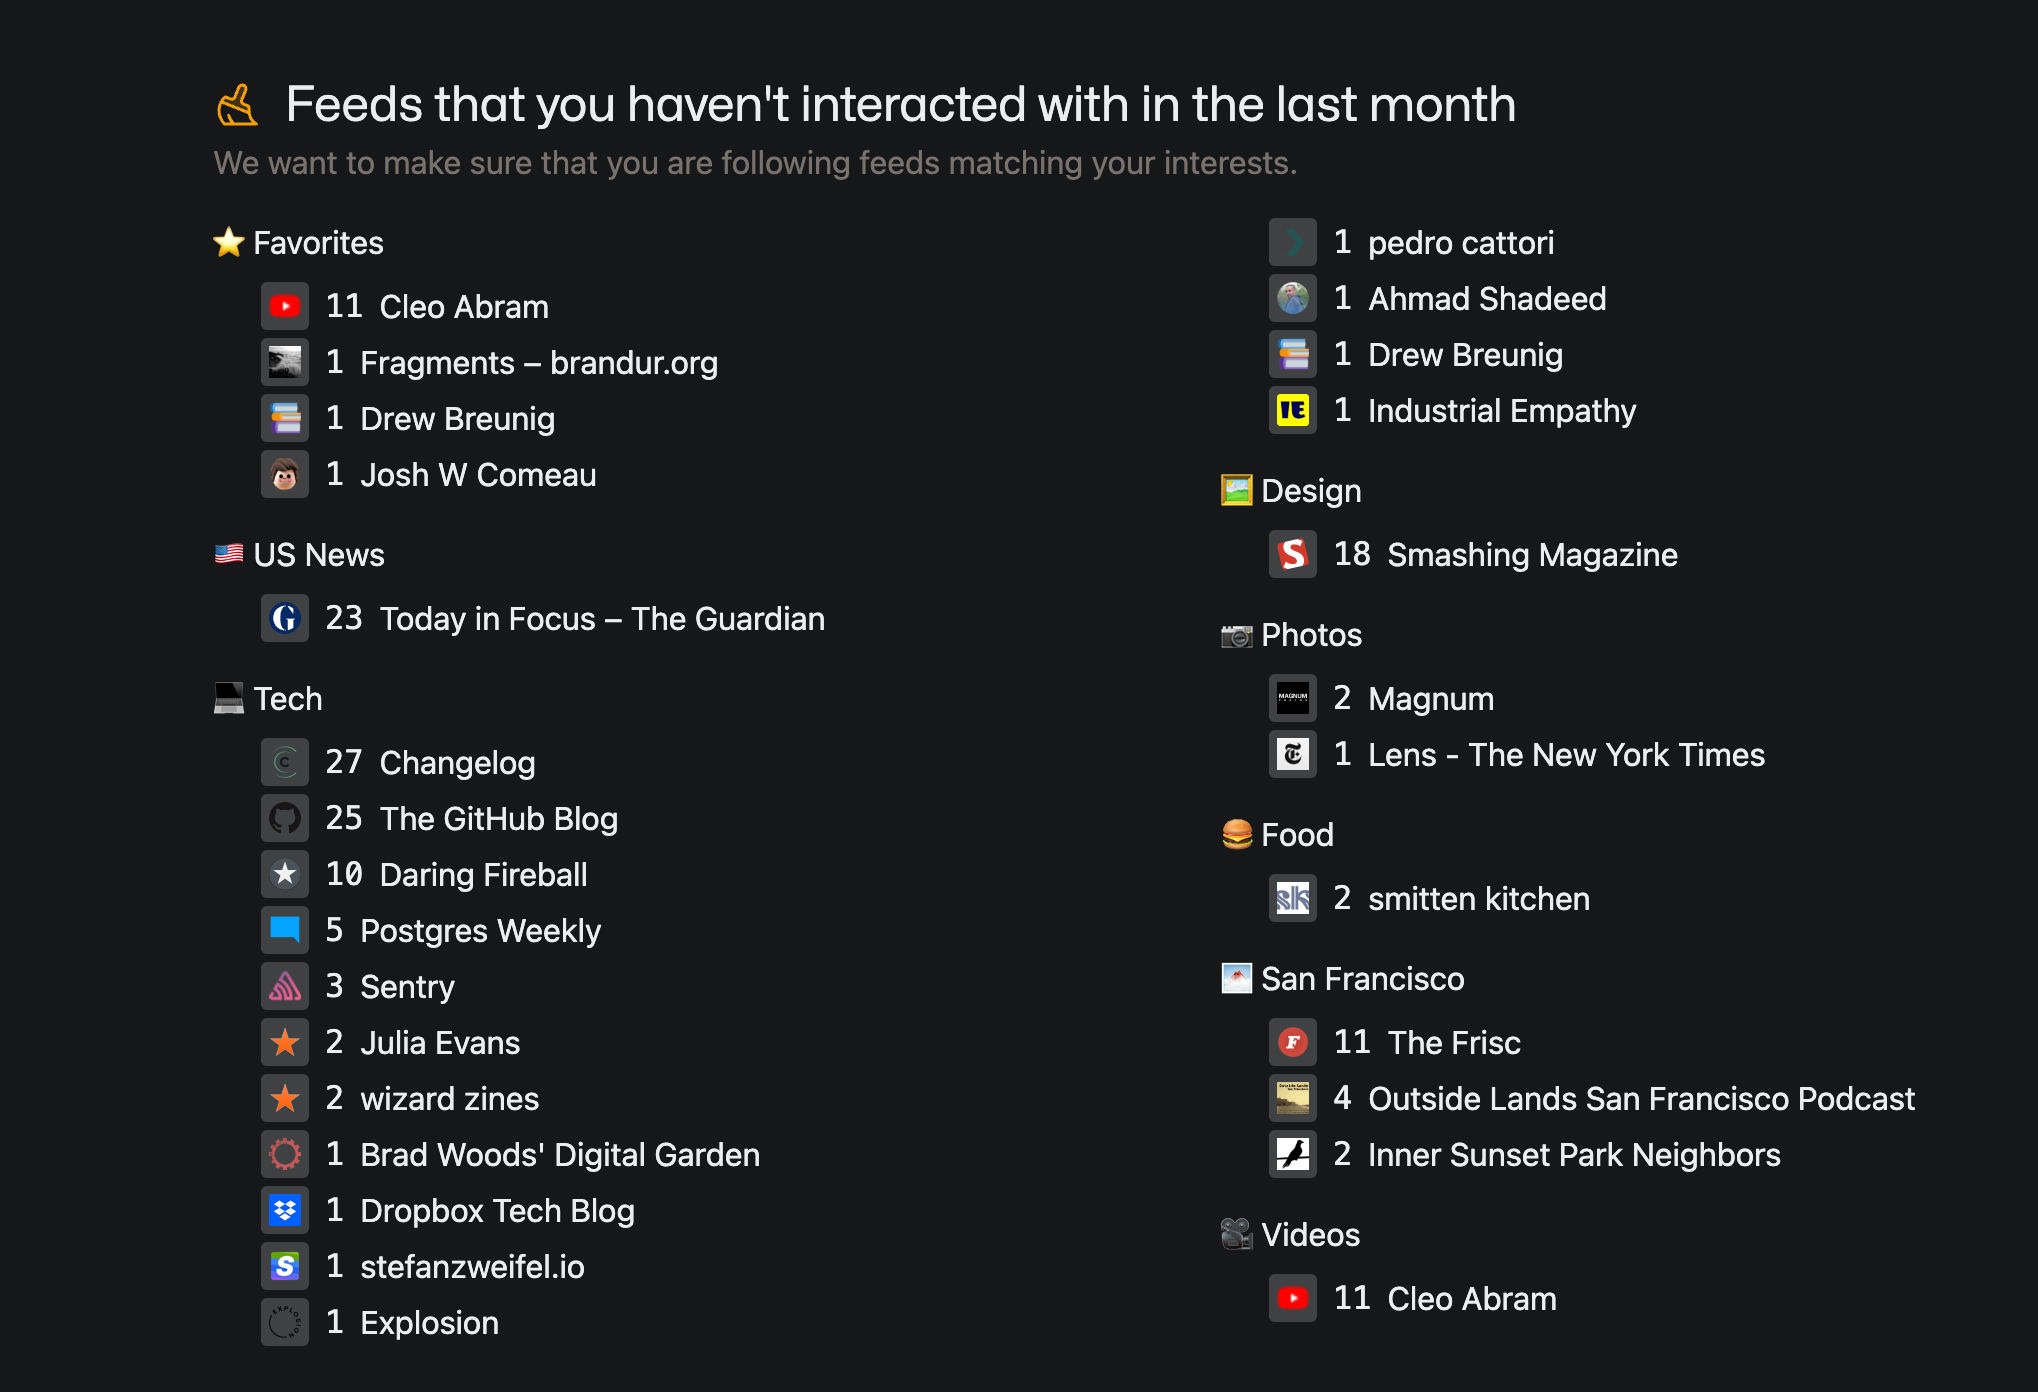 Feeds that you haven't interacted with in the last month
We want to make sure that you are following feeds matching your interests.
Favorites
11 Cleo Abram
1 Fragments – brandur.org
1 Drew Breunig
1 Josh W Comeau
US News
G 23 Today in Focus – The Guardian
Tech
C 27 Changelog
25 The GitHub Blog
10 Daring Fireball
5 Postgres Weekly
3 Sentry
2 Julia Evans
2 wizard zines
1 Brad Woods' Digital Garden
1 Dropbox Tech Blog
S 1 stefanzweifel.io
EXPLOSION 1 Explosion
1 pedro cattori
1 Ahmad Shadeed
1 Drew Breunig
IE 1 Industrial Empathy
Design
S 18 Smashing Magazine
Photos
MAGNUM PHOTOS 2 Magnum
T 1 Lens - The New York Times
Food
sk 2 smitten kitchen
San Francisco
F 11 The Frisc
4 Outside Lands San Francisco Podcast
2 Inner Sunset Park Neighbors
Videos
11 Cleo Abram